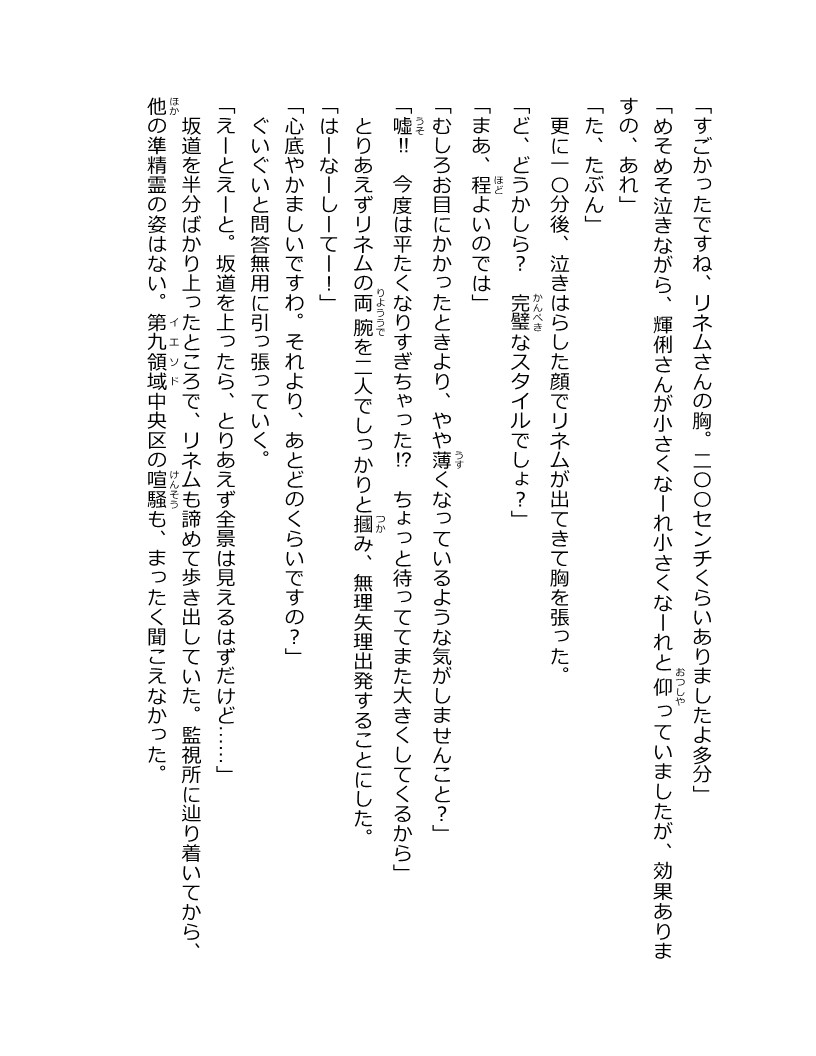 「すごかったですね、リネムさんの胸。二〇〇センチくらいありましたよ多分」
「めそめそ泣きながら、輝俐さんが小さくなーれ小さくなーれと仰っていましたが、効果ありま
すの、あれ」
「た、たぶん」
更に一〇分後、泣きはらした顔でリネムが出てきて胸を張った。
「ど、どうかしら？　完璧なスタイルでしょ？」
「まあ、程よいのでは」
「むしろお目にかかったときより、やや薄くなっているような気がしませんこと？」
「嘘!!　今度は平たくなりすぎちゃった!?　ちょっと待っててまた大きくしてくるから」
とりあえずリネムの両腕を二人でしっかりと摑み、無理矢理出発することにした。
「はーなーしーてー！」
「心底やかましいですわ。それより、あとどのくらいですの？」
ぐいぐいと問答無用に引っ張っていく。
「えーとえーと。坂道を上ったら、とりあえず全景は見えるはずだけど……」
坂道を半分ばかり上ったところで、リネムも諦めて歩き出していた。監視所に辿り着いてから、
他の準精霊の姿はない。第九領域中央区の喧騒も、まったく聞こえなかった。